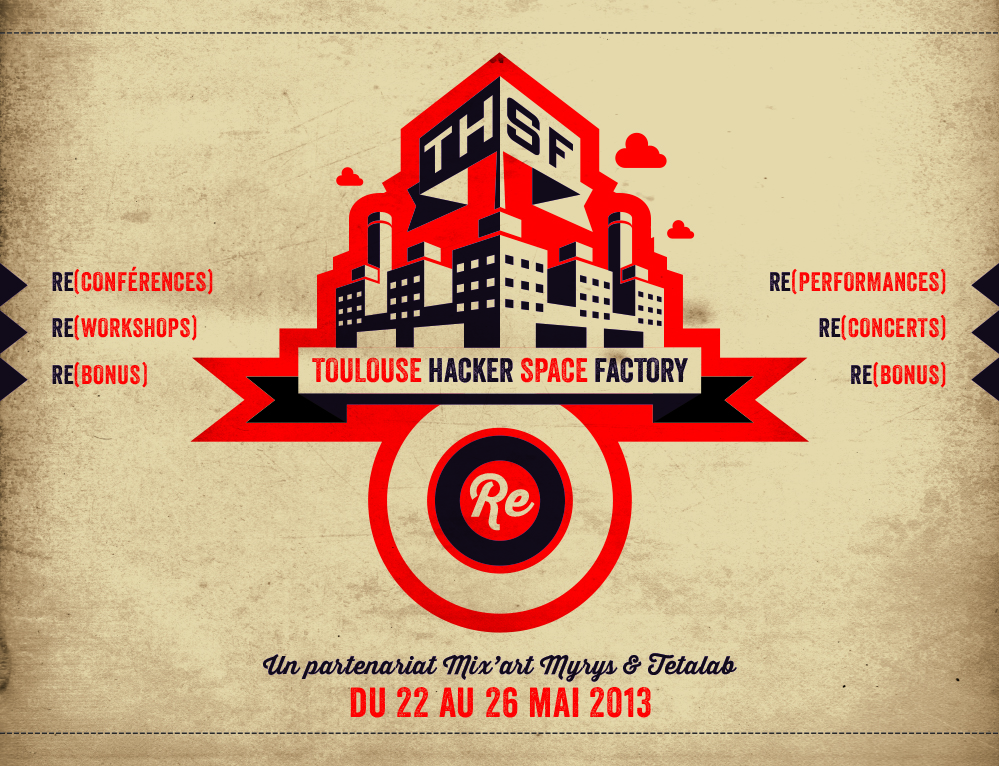 THSF
RE(CONFÉRENCES)
RE(WORKSHOPS)
RE(BONUS)
RE(PERFORMANCES)
RE(CONCERTS)
RE(BONUS)
TOULOUSE HACKER SPACE FACTORY
Re
Un partenariat Mix'art Myrys & Tetalab
DU 22 AU 26 MAI 2013